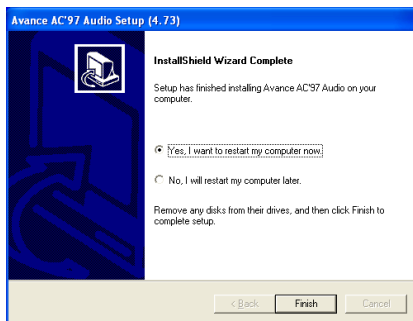 Avance AC'97 Audio Setup (4.73)
InstallShield Wizard Complete
Setup has finished installing Avance AC'97 Audio on your
computer.
Yes, I want to restart my computer now.
No, I will restart my computer later.
Remove any disks from their drives, and then click Finish to
complete setup.
< Back Finish Cancel